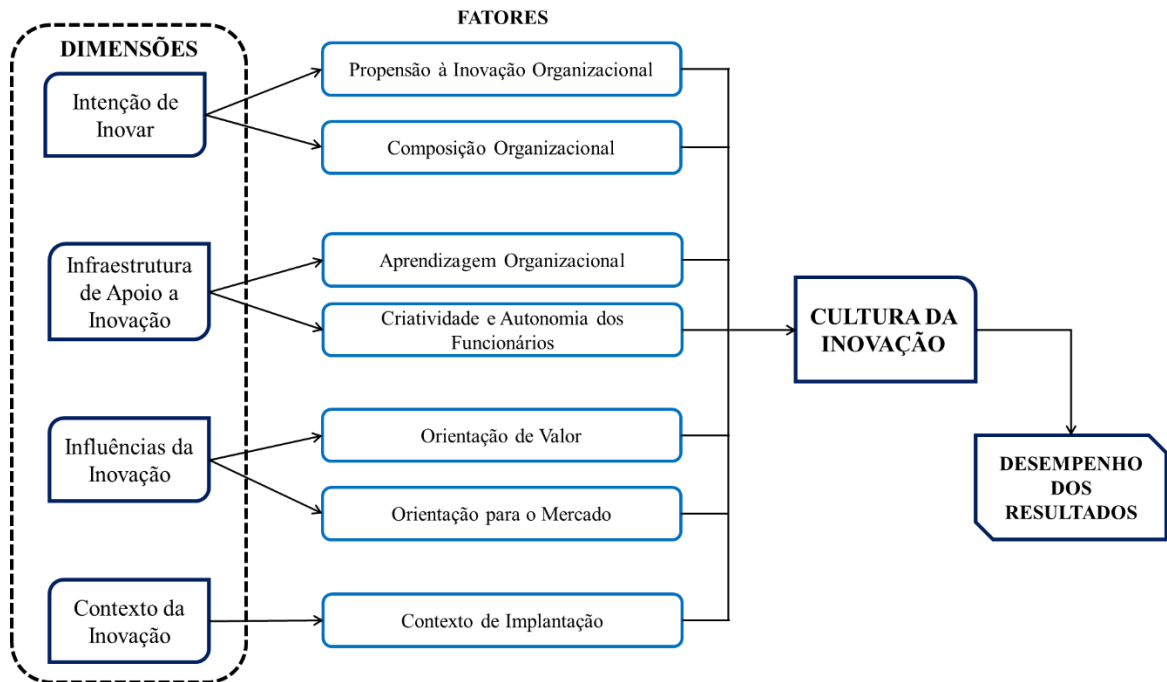 FATORES
DIMENSÕES
Intenção de
Inovar
Propensão à Inovação Organizacional
Composição Organizacional
Infraestrutura
de Apoio a
Inovação
Aprendizagem Organizacional
Criatividade e Autonomia dos
Funcionários
CULTURA DA
INOVAÇÃO
Influências da
Inovação
Orientação de Valor
Orientação para o Mercado
DESEMPENHO
DOS
RESULTADOS
Contexto da
Inovação
Contexto de Implantação